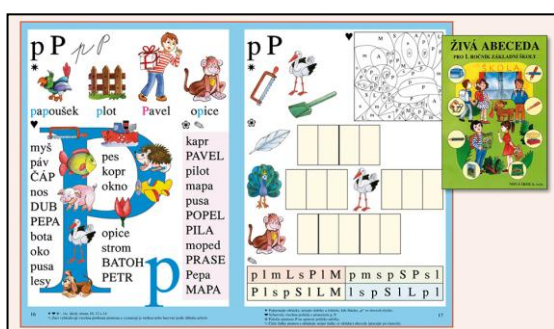 p P p P
papoušek plot Pavel opice
myš
páv
ČÁP
nos
DUB
PEPA
bota
oko
pusa
lesy
pes
kopr
okno
opice
strom
BATOH
PETR
kapr
PAVEL
pilot
mapa
pusa
POPEL
PILA
moped
PRASE
Pepa
MAPA
P
p
16
p P
p l m L s P l M
p m s p S P s l
P l s p S l L M
l s p S l L p l
17
ŽIVÁ ABECEDA
PRO 1. ROČNÍK ZÁKLADNÍ ŠKOLY
ŠKOLA